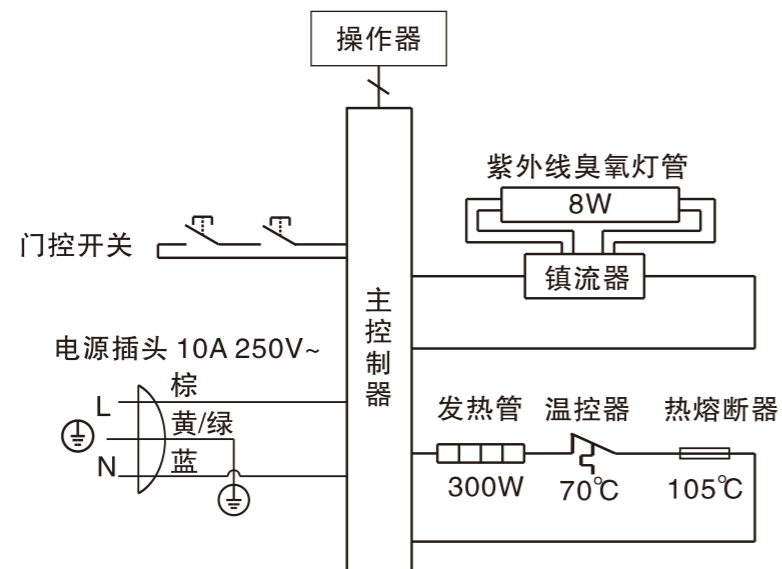 操作器
紫外线臭氧灯管
8W
门控开关
镇流器
主控制器
电源插头 10A 250V~
棕
L
黄/绿
N
蓝
发热管
温控器
热熔断器
300W
70℃
105℃